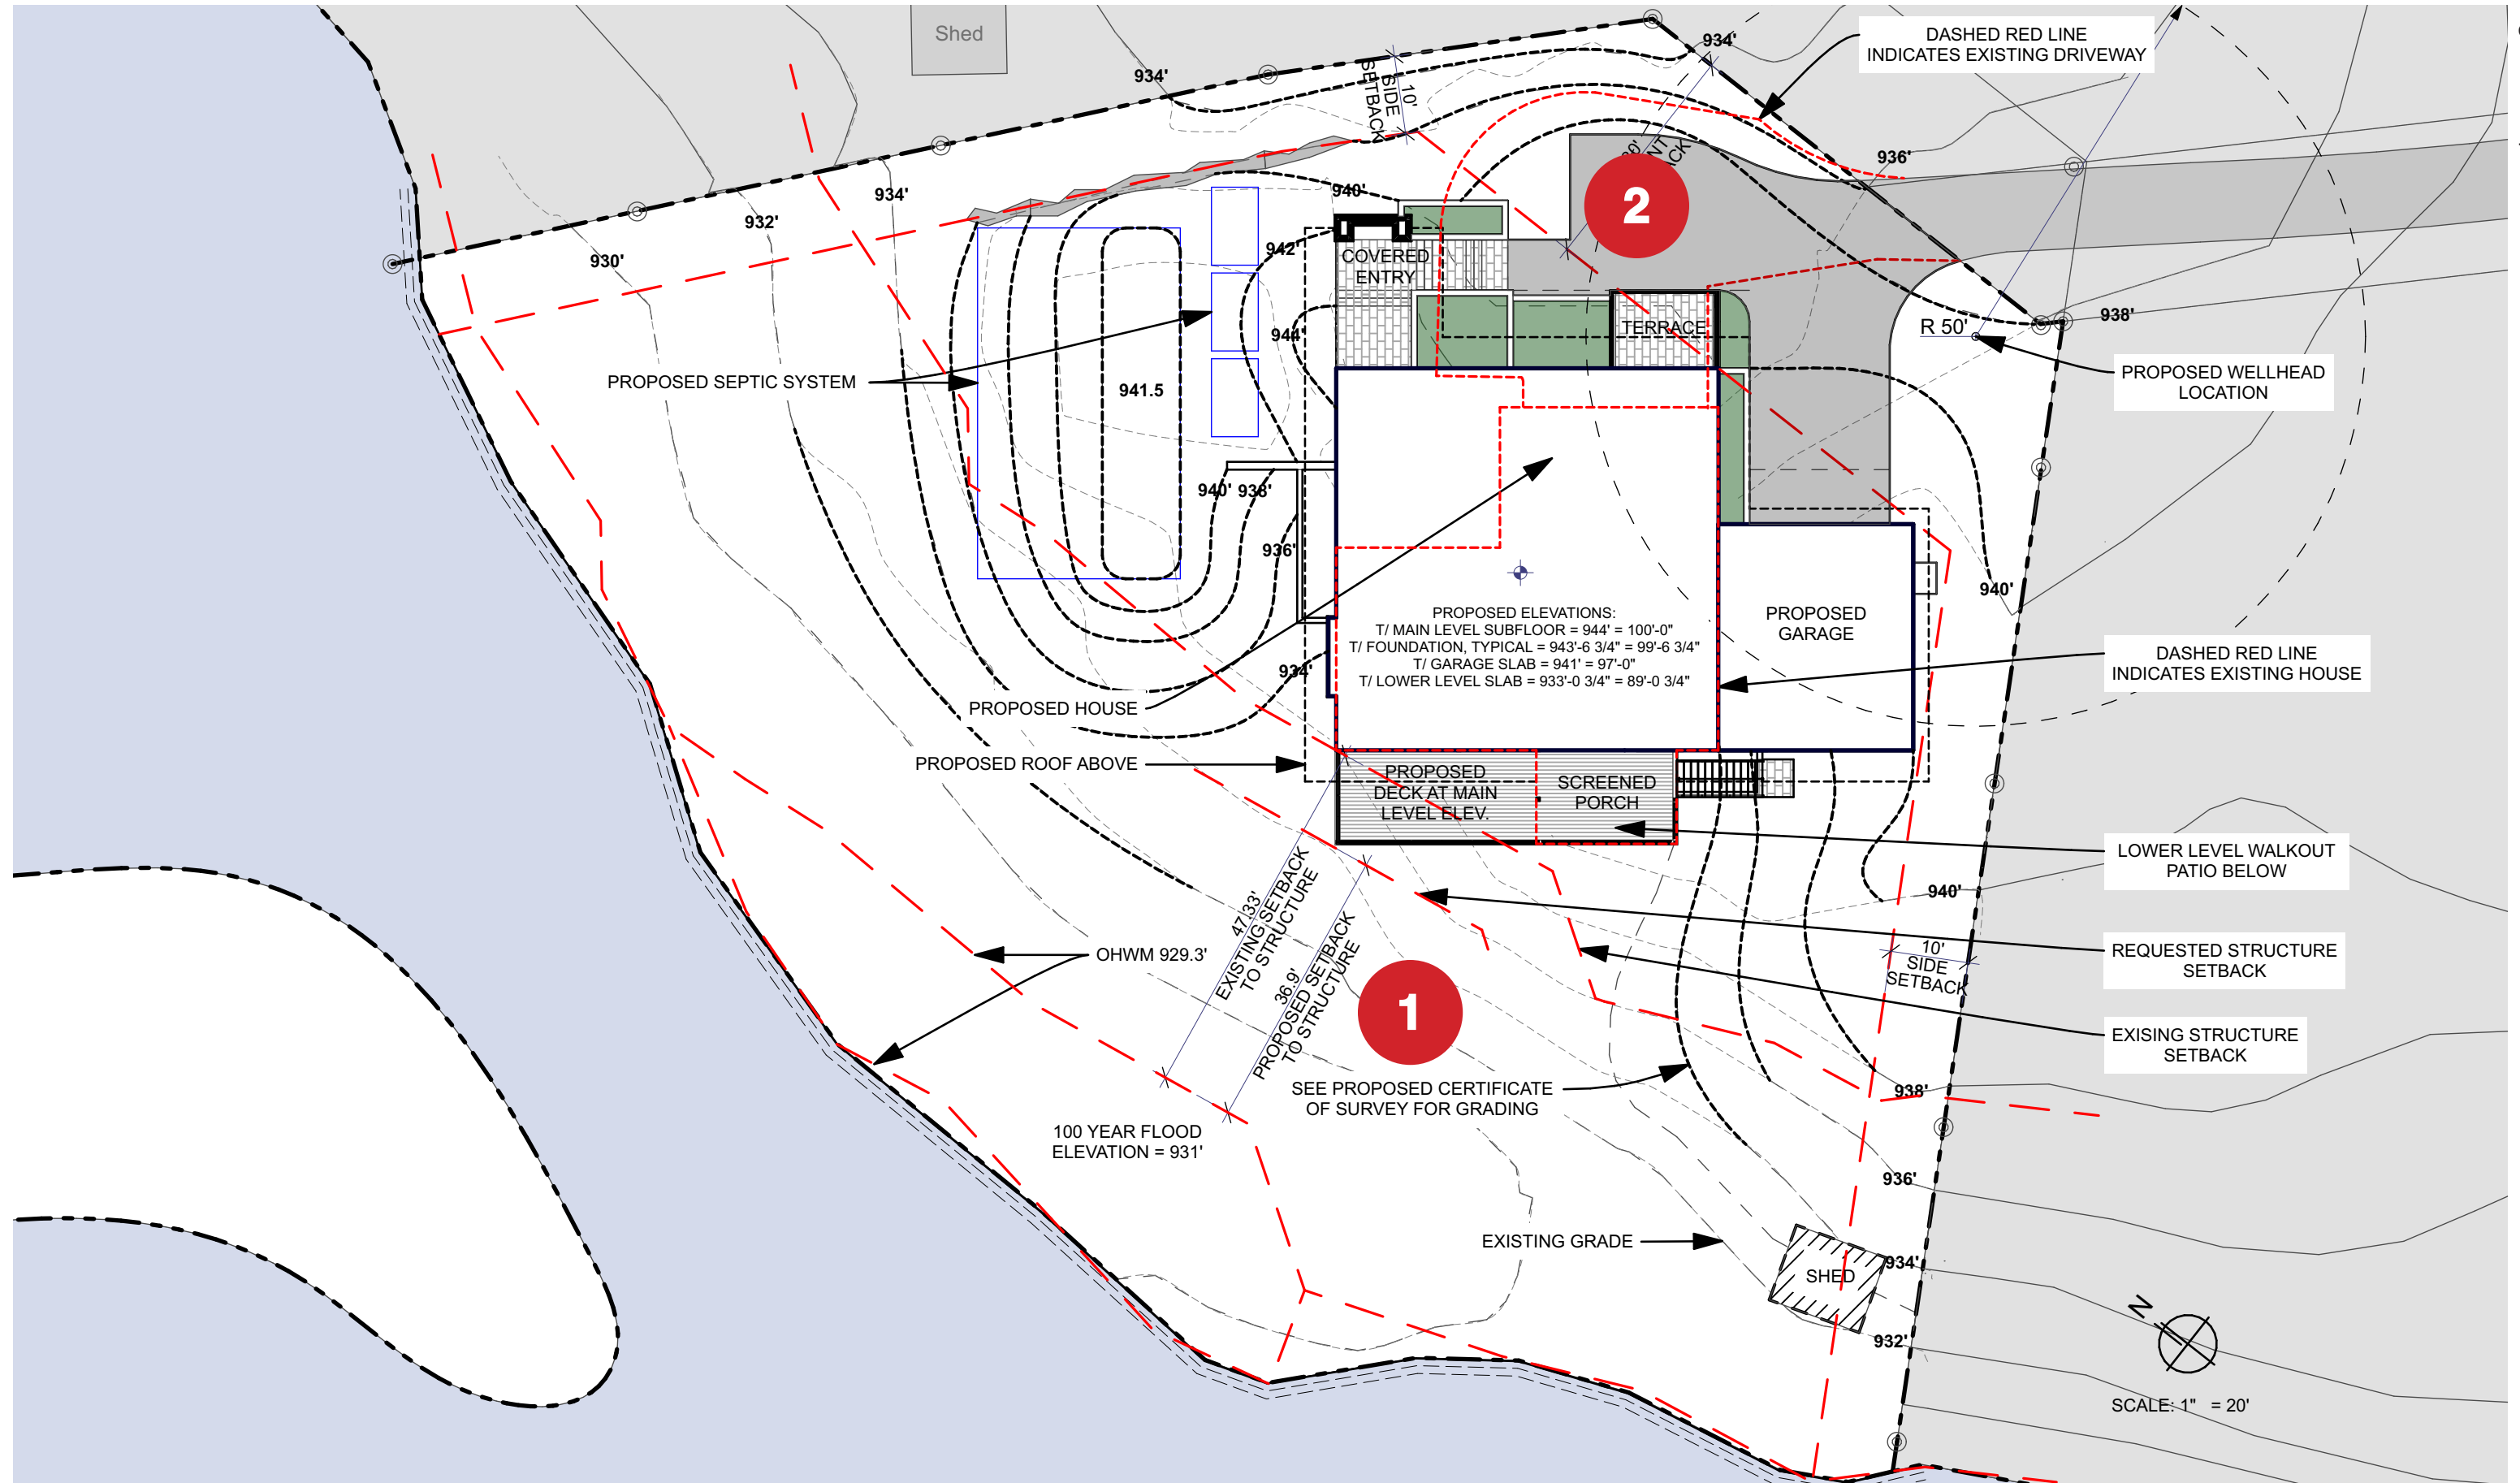 Shed
934'
10'
SIDE
SETBACK
934'
DASHED RED LINE
INDICATES EXISTING DRIVEWAY
936'
2
940'
934'
932'
930'
942'
COVERED
ENTRY
944'
TERRACE
R 50'
938'
PROPOSED WELLHEAD
LOCATION
PROPOSED SEPTIC SYSTEM
941.5
940'
938'
936'
934'
PROPOSED ELEVATIONS:
T/ MAIN LEVEL SUBFLOOR = 944' = 100'-0"
T/ FOUNDATION, TYPICAL = 943'-6 3/4" = 99'-6 3/4"
T/ GARAGE SLAB = 941' = 97'-0"
T/ LOWER LEVEL SLAB = 933'-0 3/4" = 89'-0 3/4"
PROPOSED
GARAGE
940'
DASHED RED LINE
INDICATES EXISTING HOUSE
PROPOSED HOUSE
PROPOSED ROOF ABOVE
PROPOSED
DECK AT MAIN
LEVEL ELEV.
SCREENED
PORCH
LOWER LEVEL WALKOUT
PATIO BELOW
940'
47.33'
EXISTING SETBACK
TO STRUCTURE
36.9'
PROPOSED SETBACK
TO STRUCTURE
OHWM 929.3'
1
10'
SIDE
SETBACK
REQUESTED STRUCTURE
SETBACK
EXISING STRUCTURE
SETBACK
SEE PROPOSED CERTIFICATE
OF SURVEY FOR GRADING
938'
100 YEAR FLOOD
ELEVATION = 931'
936'
EXISTING GRADE
934'
SHED
932'
N
SCALE: 1" = 20'